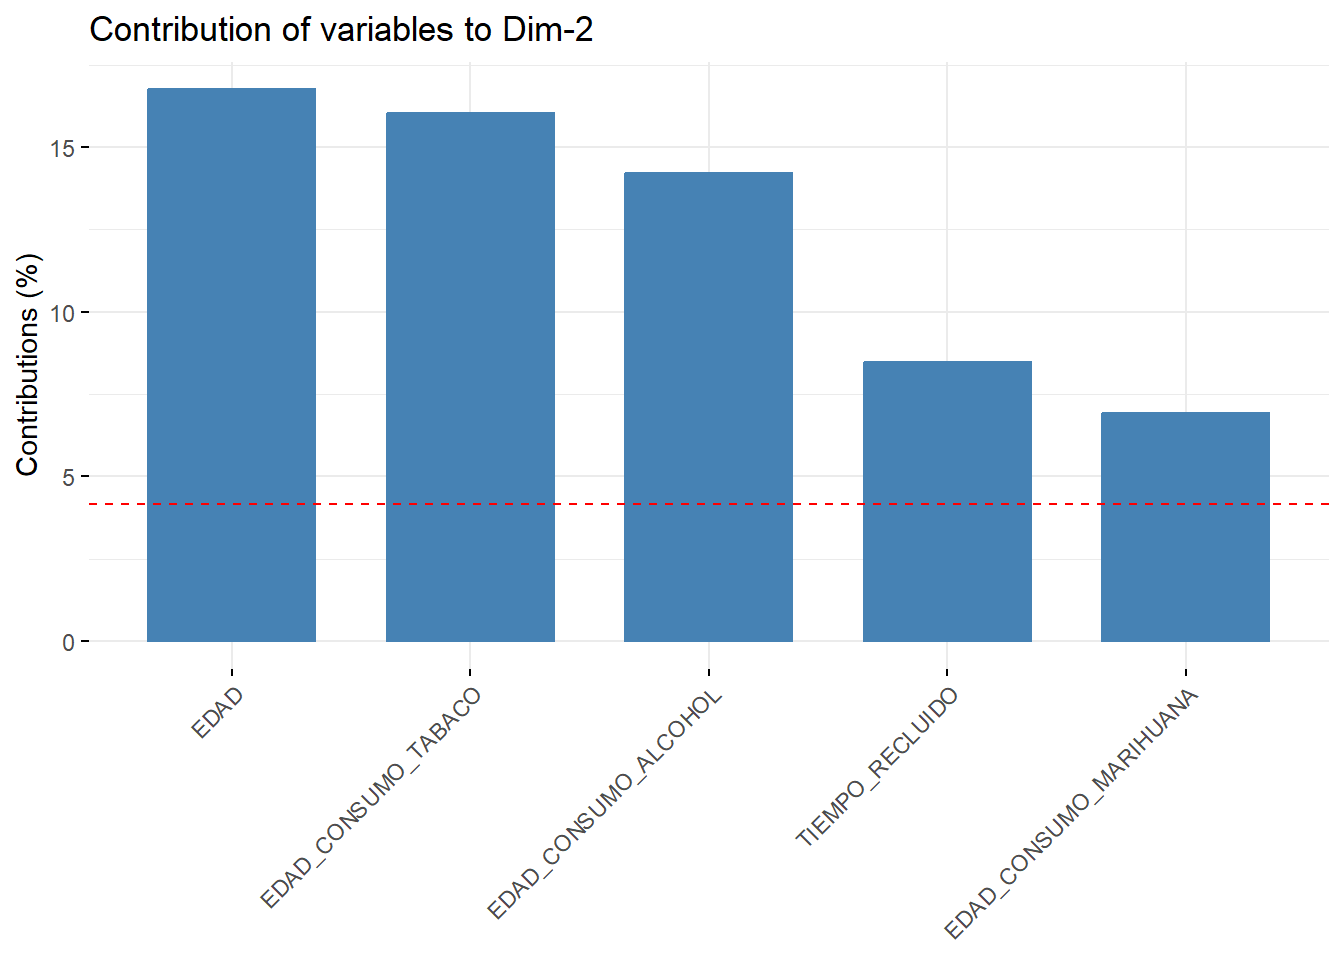 Contribution of variables to Dim-2
Contributions (%)
15
10
5
0
EDAD
EDAD_CONSUMO_TABACO
EDAD_CONSUMO_ALCOHOL
TIEMPO_RECLUIDO
EDAD_CONSUMO_MARIHUANA